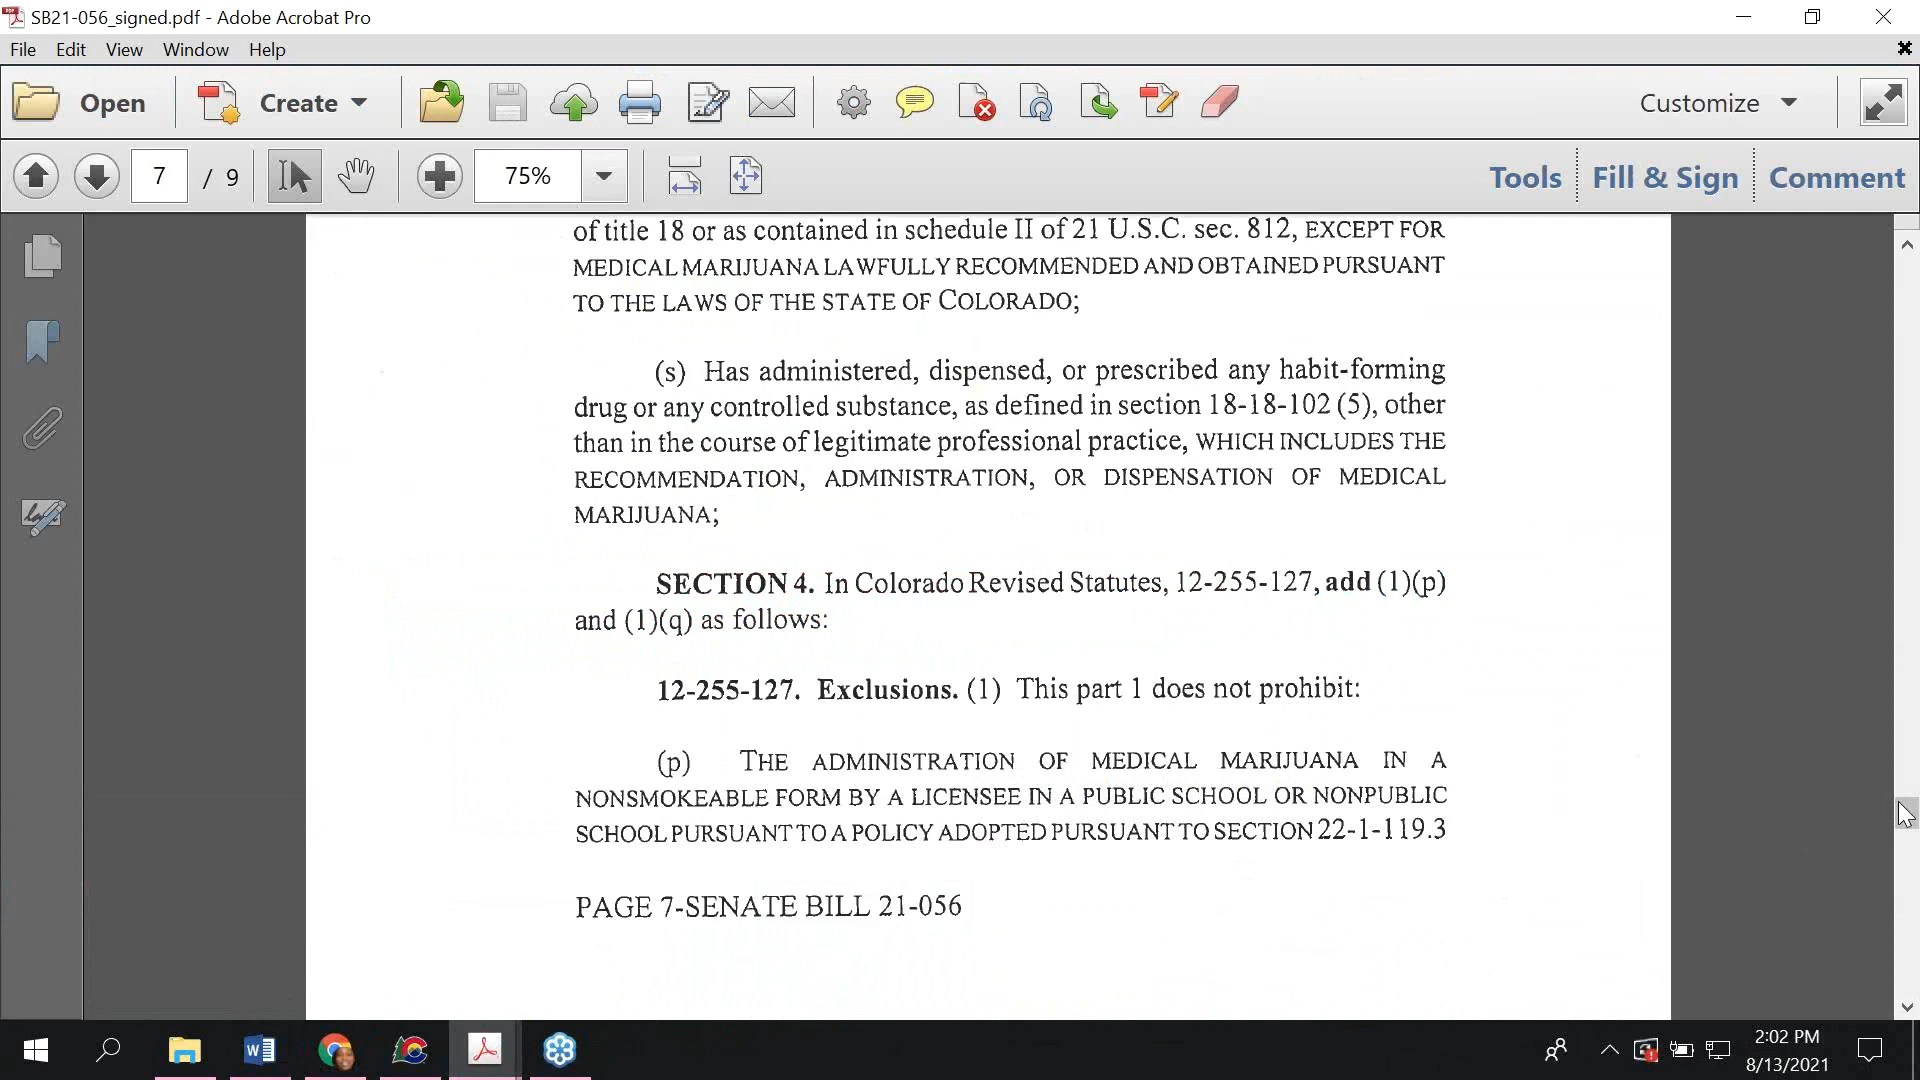 SB21-056_signed.pdf - Adobe Acrobat Pro
File Edit View Window Help
Open Create Customize
7 / 9 75% Tools Fill & Sign Comment
of title 18 or as contained in schedule II of 21 U.S.C. sec. 812, EXCEPT FOR
MEDICAL MARIJUANA LAWFULLY RECOMMENDED AND OBTAINED PURSUANT
TO THE LAWS OF THE STATE OF COLORADO;
(s) Has administered, dispensed, or prescribed any habit-forming
drug or any controlled substance, as defined in section 18-18-102 (5), other
than in the course of legitimate professional practice, WHICH INCLUDES THE
RECOMMENDATION, ADMINISTRATION, OR DISPENSATION OF MEDICAL
MARIJUANA;
SECTION 4. In Colorado Revised Statutes, 12-255-127, add (1)(p)
and (1)(q) as follows:
12-255-127. Exclusions. (1) This part 1 does not prohibit:
(p) THE ADMINISTRATION OF MEDICAL MARIJUANA IN A
NONSMOKEABLE FORM BY A LICENSEE IN A PUBLIC SCHOOL OR NONPUBLIC
SCHOOL PURSUANT TO A POLICY ADOPTED PURSUANT TO SECTION 22-1-119.3
PAGE 7-SENATE BILL 21-056
2:02 PM
8/13/2021